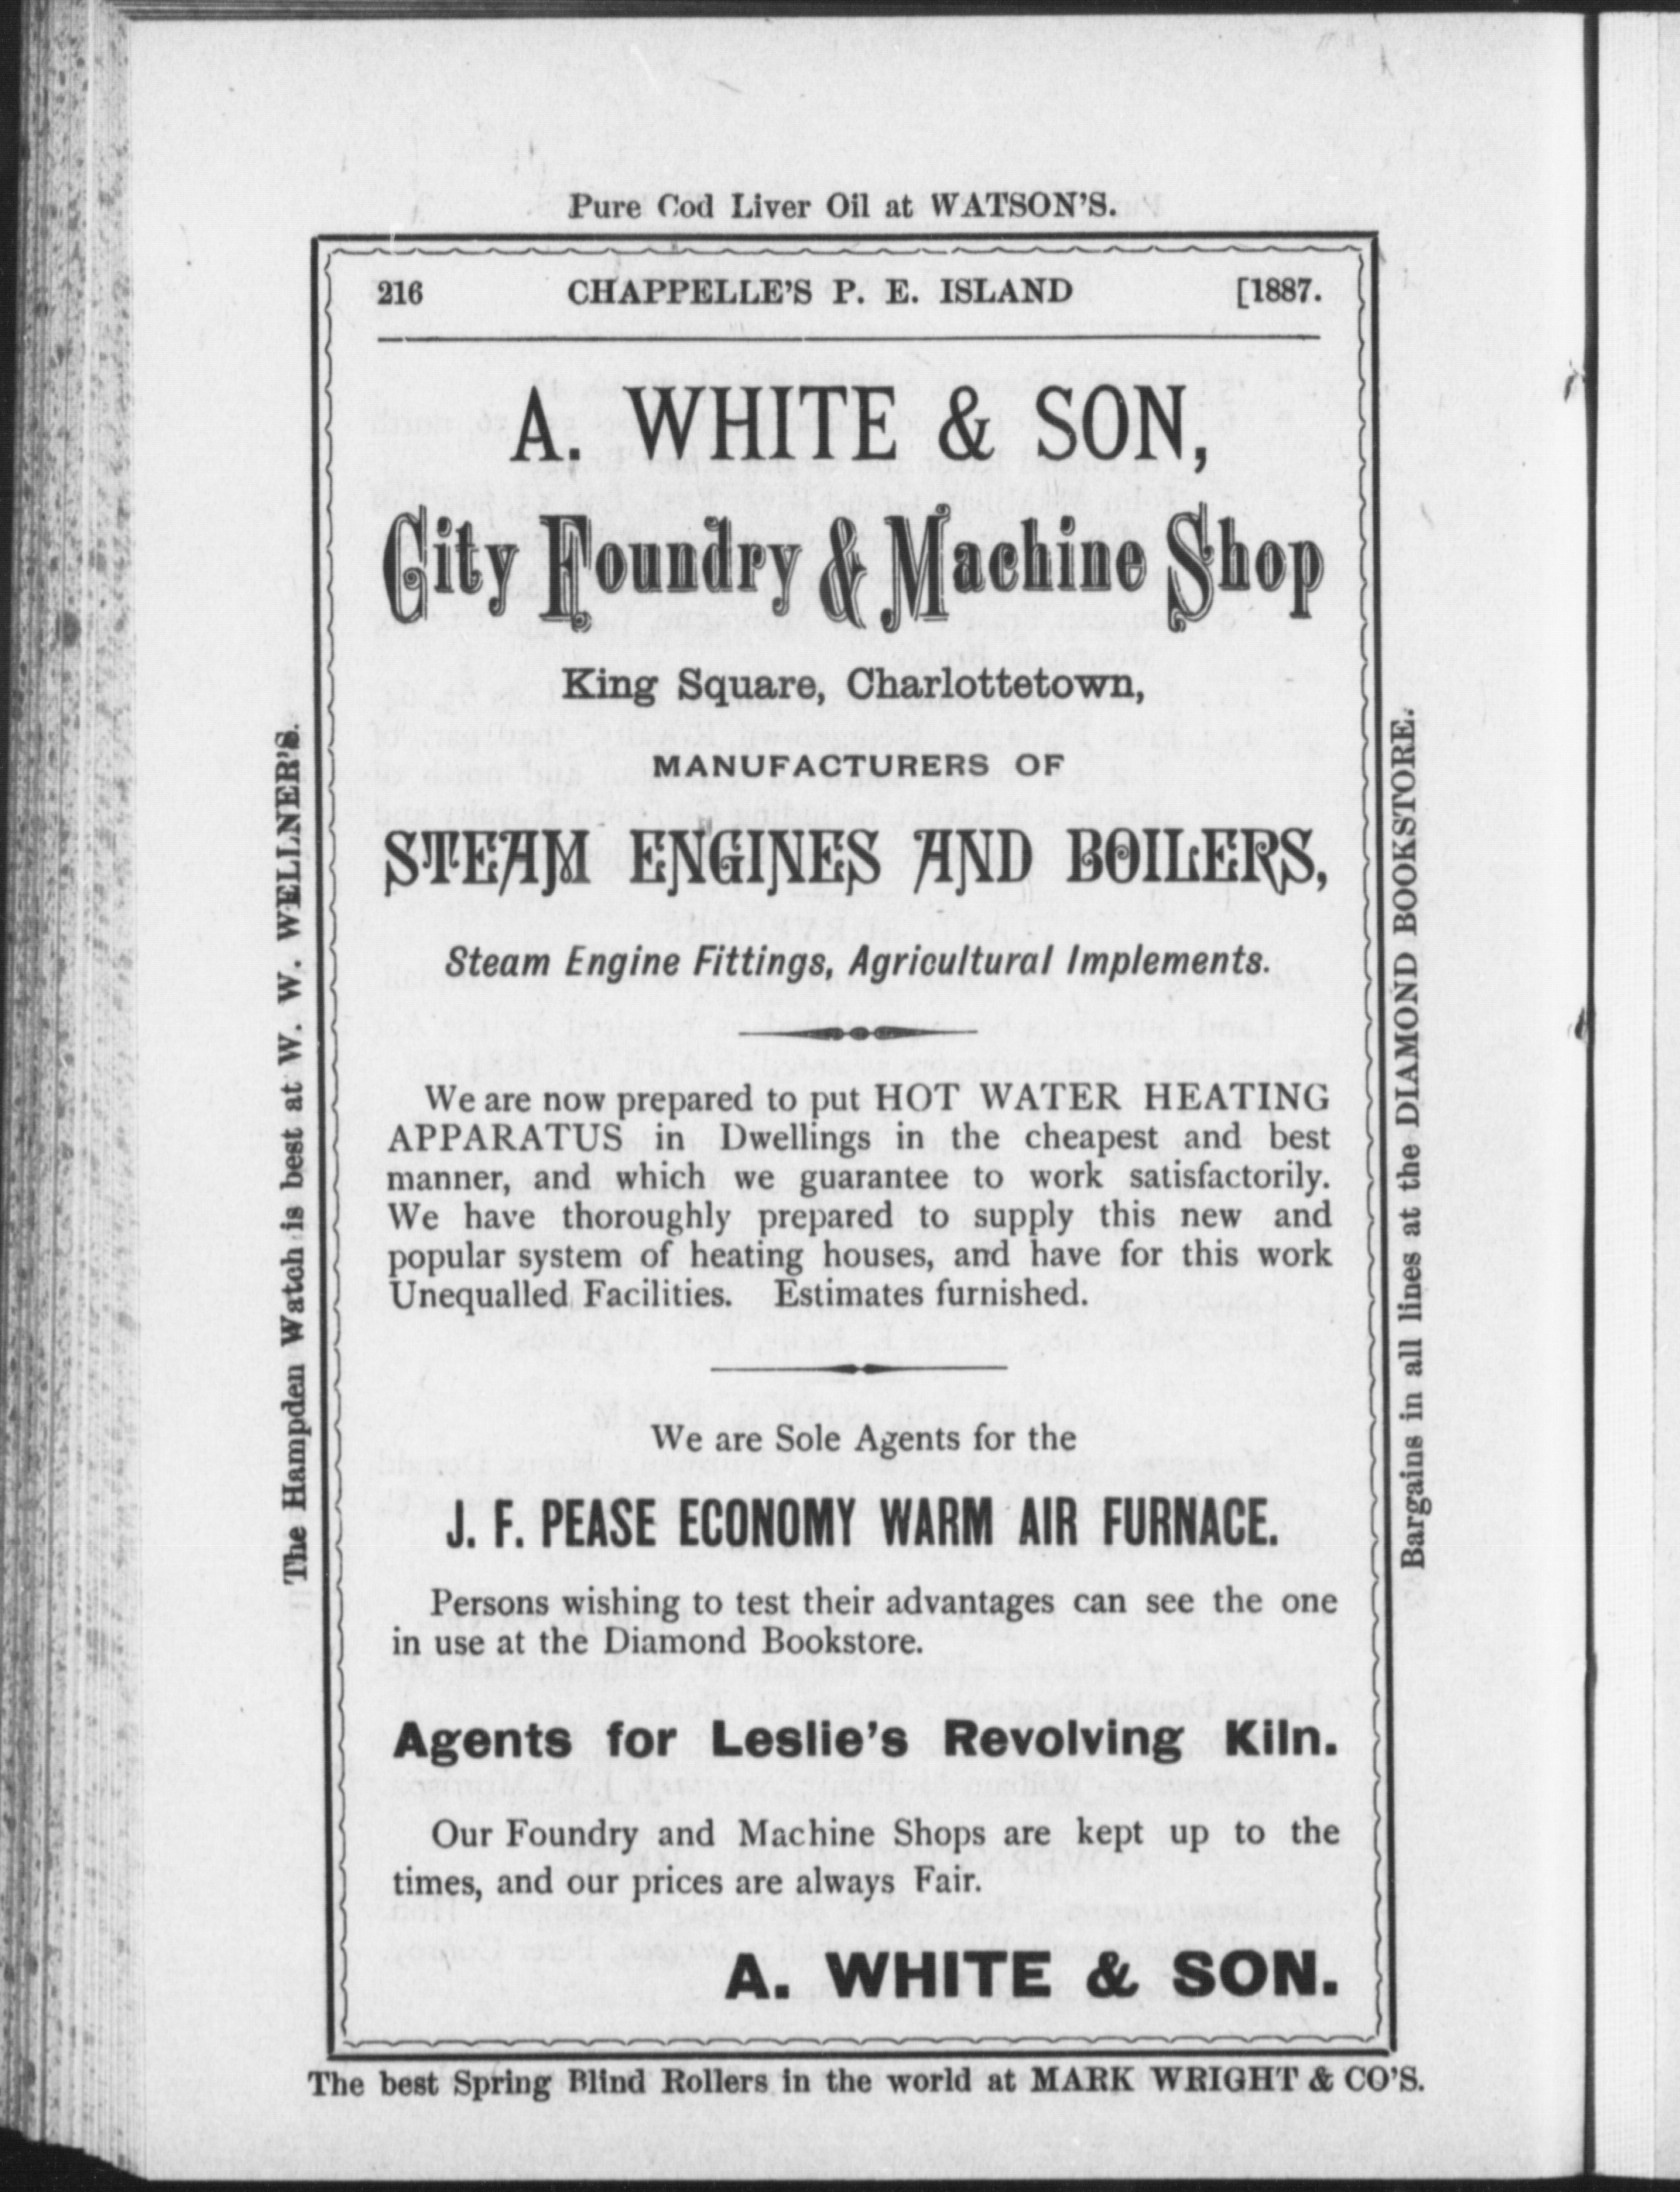 Pure Cod Liver Oil at WATSON'S.
216 CHAPPELLE'S P. E. ISLAND [1887.
A. WHITE & SON,
City Foundry & Machine Shop
King Square, Charlottetown,
MANUFACTURERS OF
STEAM ENGINES AND BOILERS,
Steam Engine Fittings, Agricultural Implements.
We are now prepared to put HOT WATER HEATING
APPARATUS in Dwellings in the cheapest and best
manner, and which we guarantee to work satisfactorily.
We have thoroughly prepared to supply this new and
popular system of heating houses, and have for this work
Unequalled Facilities. Estimates furnished.
We are Sole Agents for the
J. F. PEASE ECONOMY WARM AIR FURNACE.
Persons wishing to test their advantages can see the one
in use at the Diamond Bookstore.
Agents for Leslie's Revolving Kiln.
Our Foundry and Machine Shops are kept up to the
times, and our prices are always Fair.
A. WHITE & SON.
The best Spring Blind Rollers in the world at MARK WRIGHT & CO'S.
The Hampden Watch is best at W. W. WELLNER'S.
Bargains in all lines at the DIAMOND BOOKSTORE.